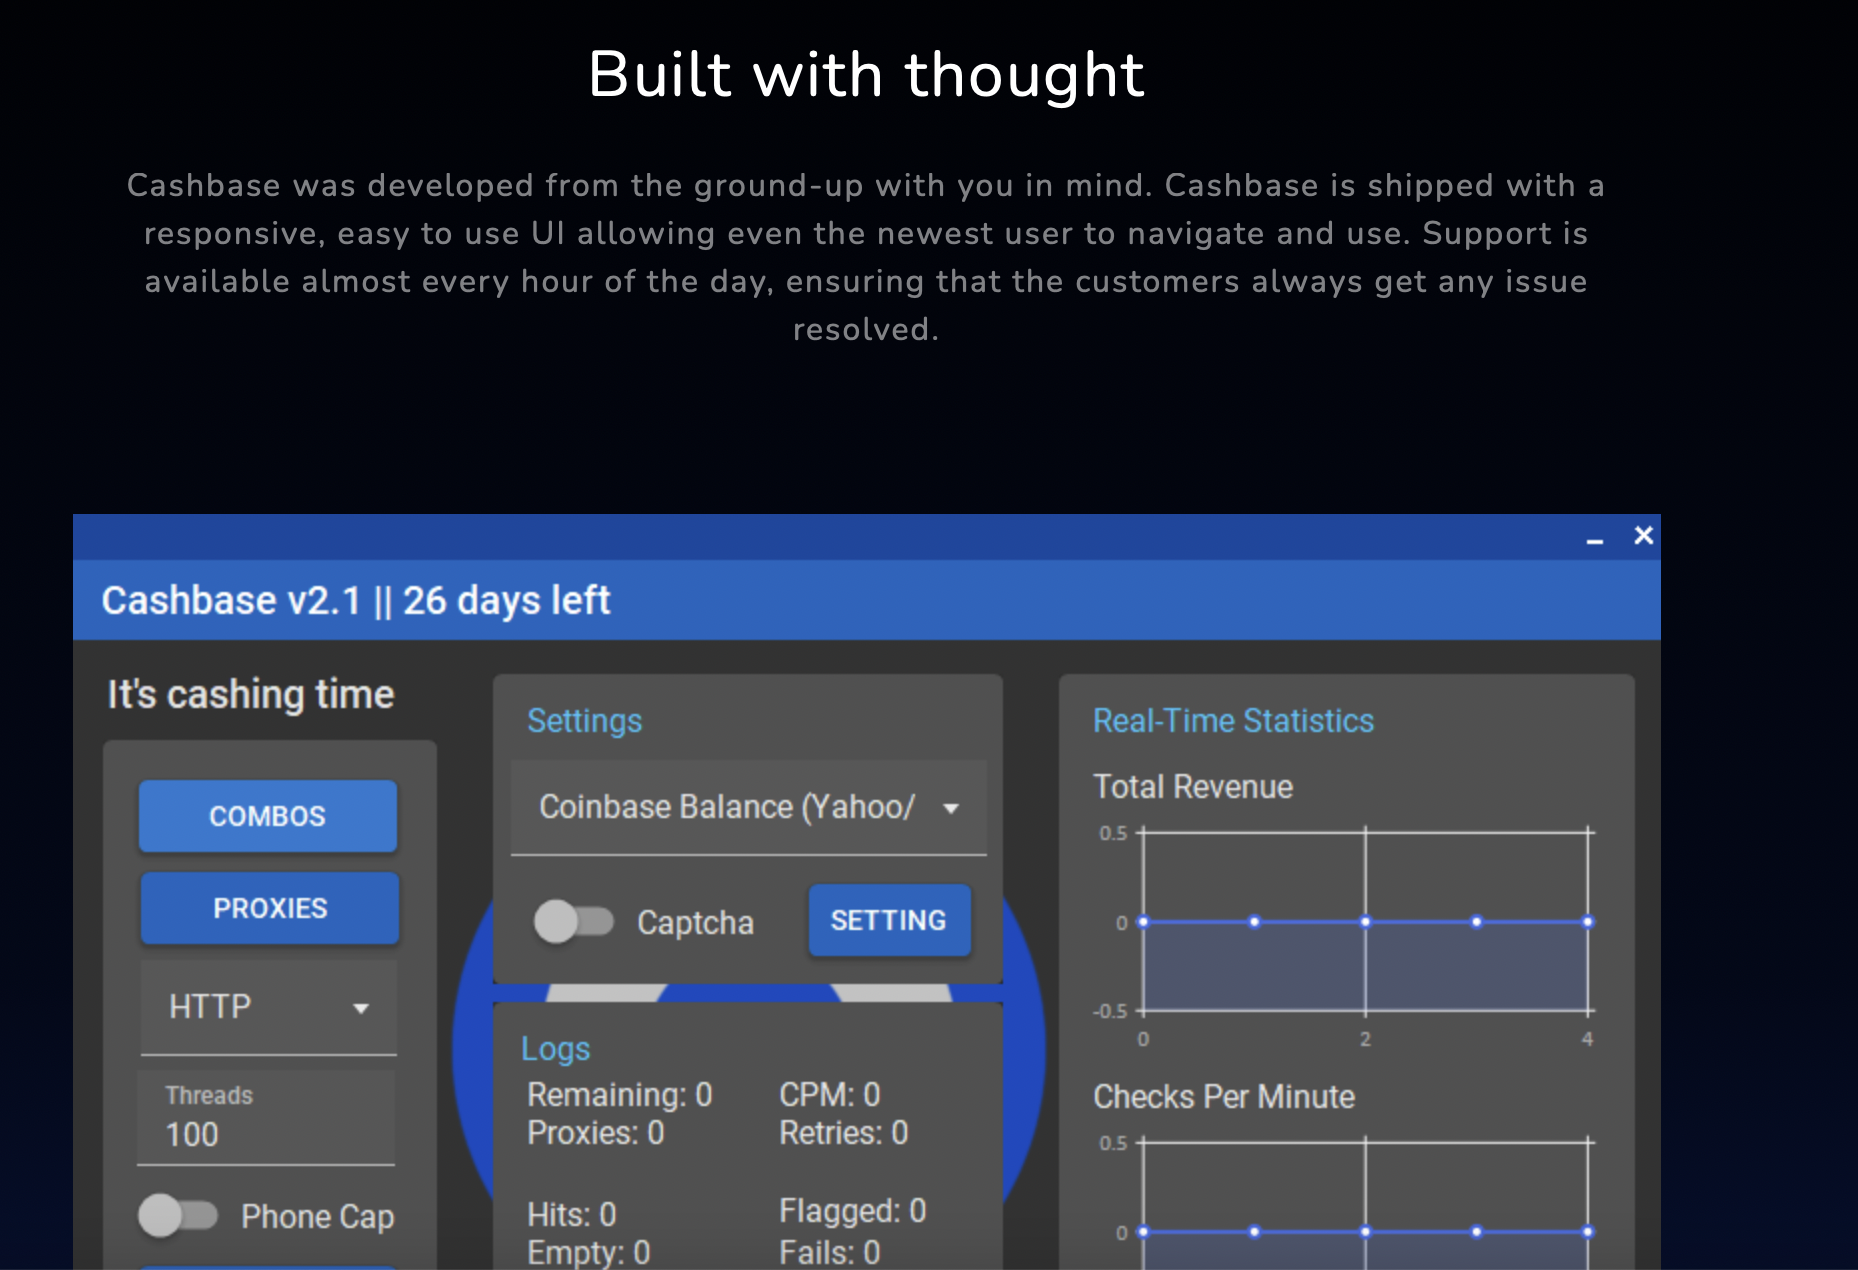 Built with thought
Cashbase was developed from the ground-up with you in mind. Cashbase is shipped with a
responsive, easy to use UI allowing even the newest user to navigate and use. Support is
available almost every hour of the day, ensuring that the customers always get any issue
resolved.
Cashbase v2.1 || 26 days left
It's cashing time
COMBOS
PROXIES
HTTP
Threads
100
Phone Cap
Settings
Coinbase Balance (Yahoo/
Captcha
SETTING
Logs
Remaining: 0
CPM: 0
Proxies: 0
Retries: 0
Hits: 0
Flagged: 0
Empty: 0
Fails: 0
Real-Time Statistics
Total Revenue
0.5
0
-0.5
0 2 4
Checks Per Minute
0.5
0